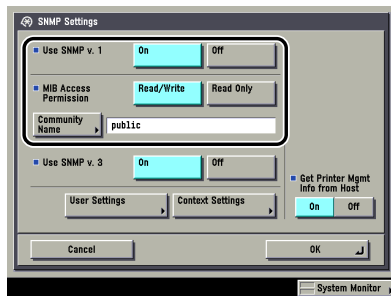 SNMP Settings
Use SNMP v. 1
On
Off
MIB Access
Permission
Read/Write
Read Only
Community
Name
public
Use SNMP v. 3
On
Off
User Settings
Context Settings
Get Printer Mgmt
Info from Host
On
Off
Cancel
OK
System Monitor